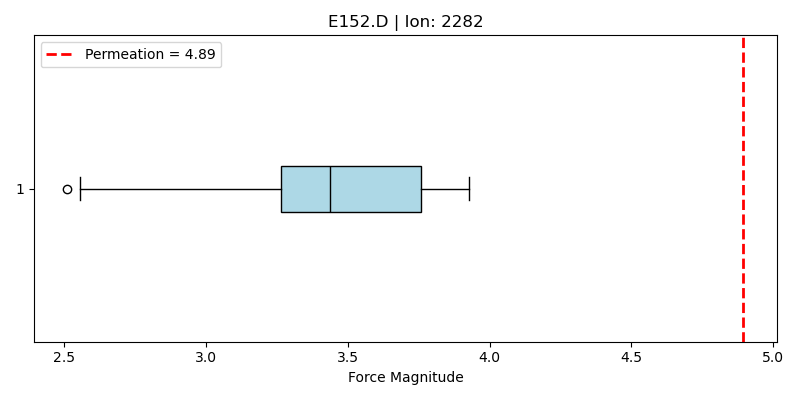 E152.D | Ion: 2282
Permeation = 4.89
1
2.5 3.0 3.5 4.0 4.5 5.0
Force Magnitude